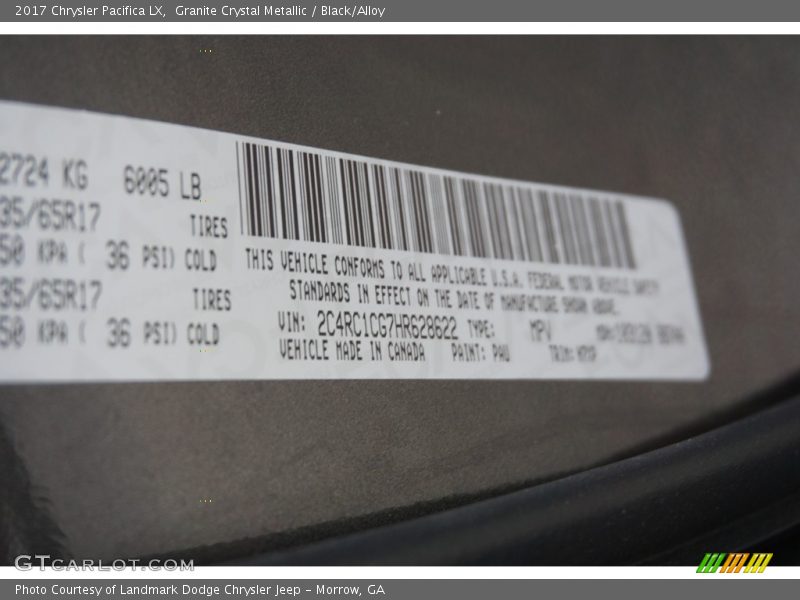 2017 Chrysler Pacifica LX, Granite Crystal Metallic / Black/Alloy
2724 KG 6005 LB
35/65R17 TIRES
50 KPA ( 36 PSI) COLD
35/65R17 TIRES
50 KPA ( 36 PSI) COLD
THIS VEHICLE CONFORMS TO ALL APPLICABLE U.S.A. FEDERAL MOTOR VEHICLE SAFETY
STANDARDS IN EFFECT ON THE DATE OF MANUFACTURE SHOWN ABOVE.
VIN: 2C4RC1CG7HR628622 TYPE: MPV
VEHICLE MADE IN CANADA PAINT: PAU TRIM:
GTCARLOT.COM
Photo Courtesy of Landmark Dodge Chrysler Jeep - Morrow, GA